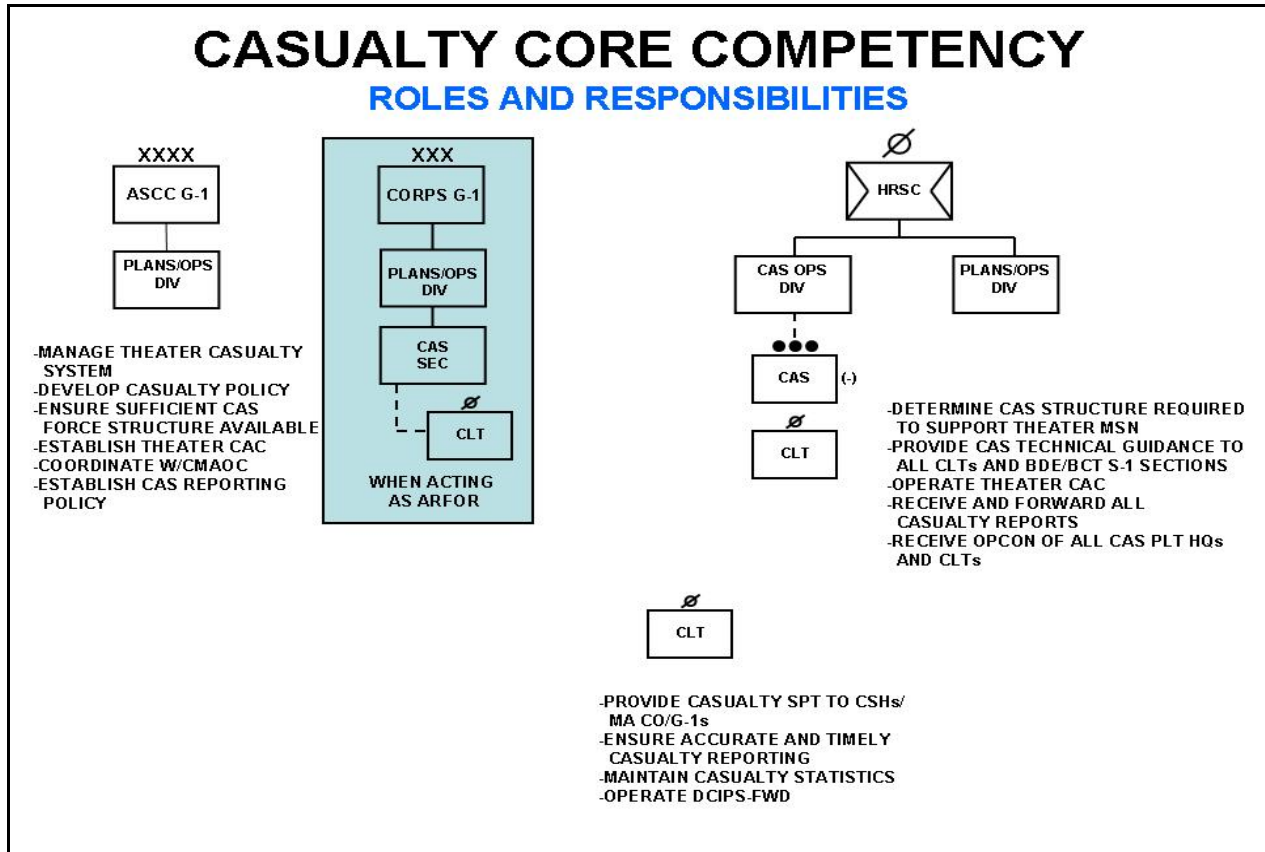 CASUALTY CORE COMPETENCY
ROLES AND RESPONSIBILITIES
XXXX
ASCC G-1
PLANS/OPS
DIV
-MANAGE THEATER CASUALTY
SYSTEM
-DEVELOP CASUALTY POLICY
-ENSURE SUFFICIENT CAS
FORCE STRUCTURE AVAILABLE
-ESTABLISH THEATER CAC
-COORDINATE W/CMAOC
-ESTABLISH CAS REPORTING
POLICY
XXX
CORPS G-1
PLANS/OPS
DIV
CAS
SEC
CLT
WHEN ACTING
AS ARFOR
HRSC
CAS OPS
DIV
PLANS/OPS
DIV
CAS (-)
CLT
-DETERMINE CAS STRUCTURE REQUIRED
TO SUPPORT THEATER MSN
-PROVIDE CAS TECHNICAL GUIDANCE TO
ALL CLTs AND BDE/BCT S-1 SECTIONS
-OPERATE THEATER CAC
-RECEIVE AND FORWARD ALL
CASUALTY REPORTS
-RECEIVE OPCON OF ALL CAS PLT HQs
AND CLTs
CLT
-PROVIDE CASUALTY SPT TO CSHs/
MA CO/G-1s
-ENSURE ACCURATE AND TIMELY
CASUALTY REPORTING
-MAINTAIN CASUALTY STATISTICS
-OPERATE DCIPS-FWD